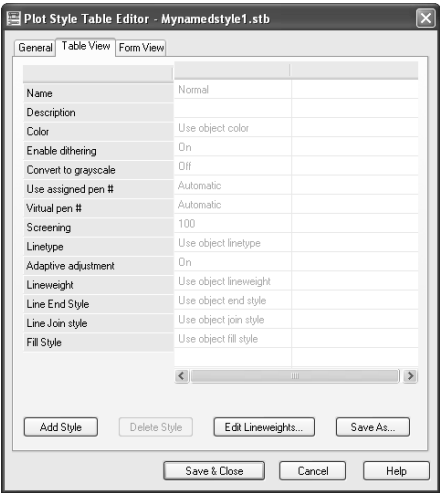 Plot Style Table Editor - Mynamedstyle1.stb
General Table View Form View
Name Normal
Description
Color Use object color
Enable dithering On
Convert to grayscale Off
Use assigned pen # Automatic
Virtual pen # Automatic
Screening 100
Linetype Use object linetype
Adaptive adjustment On
Lineweight Use object lineweight
Line End Style Use object end style
Line Join style Use object join style
Fill Style Use object fill style
Add Style Delete Style Edit Lineweights... Save As...
Save & Close Cancel Help